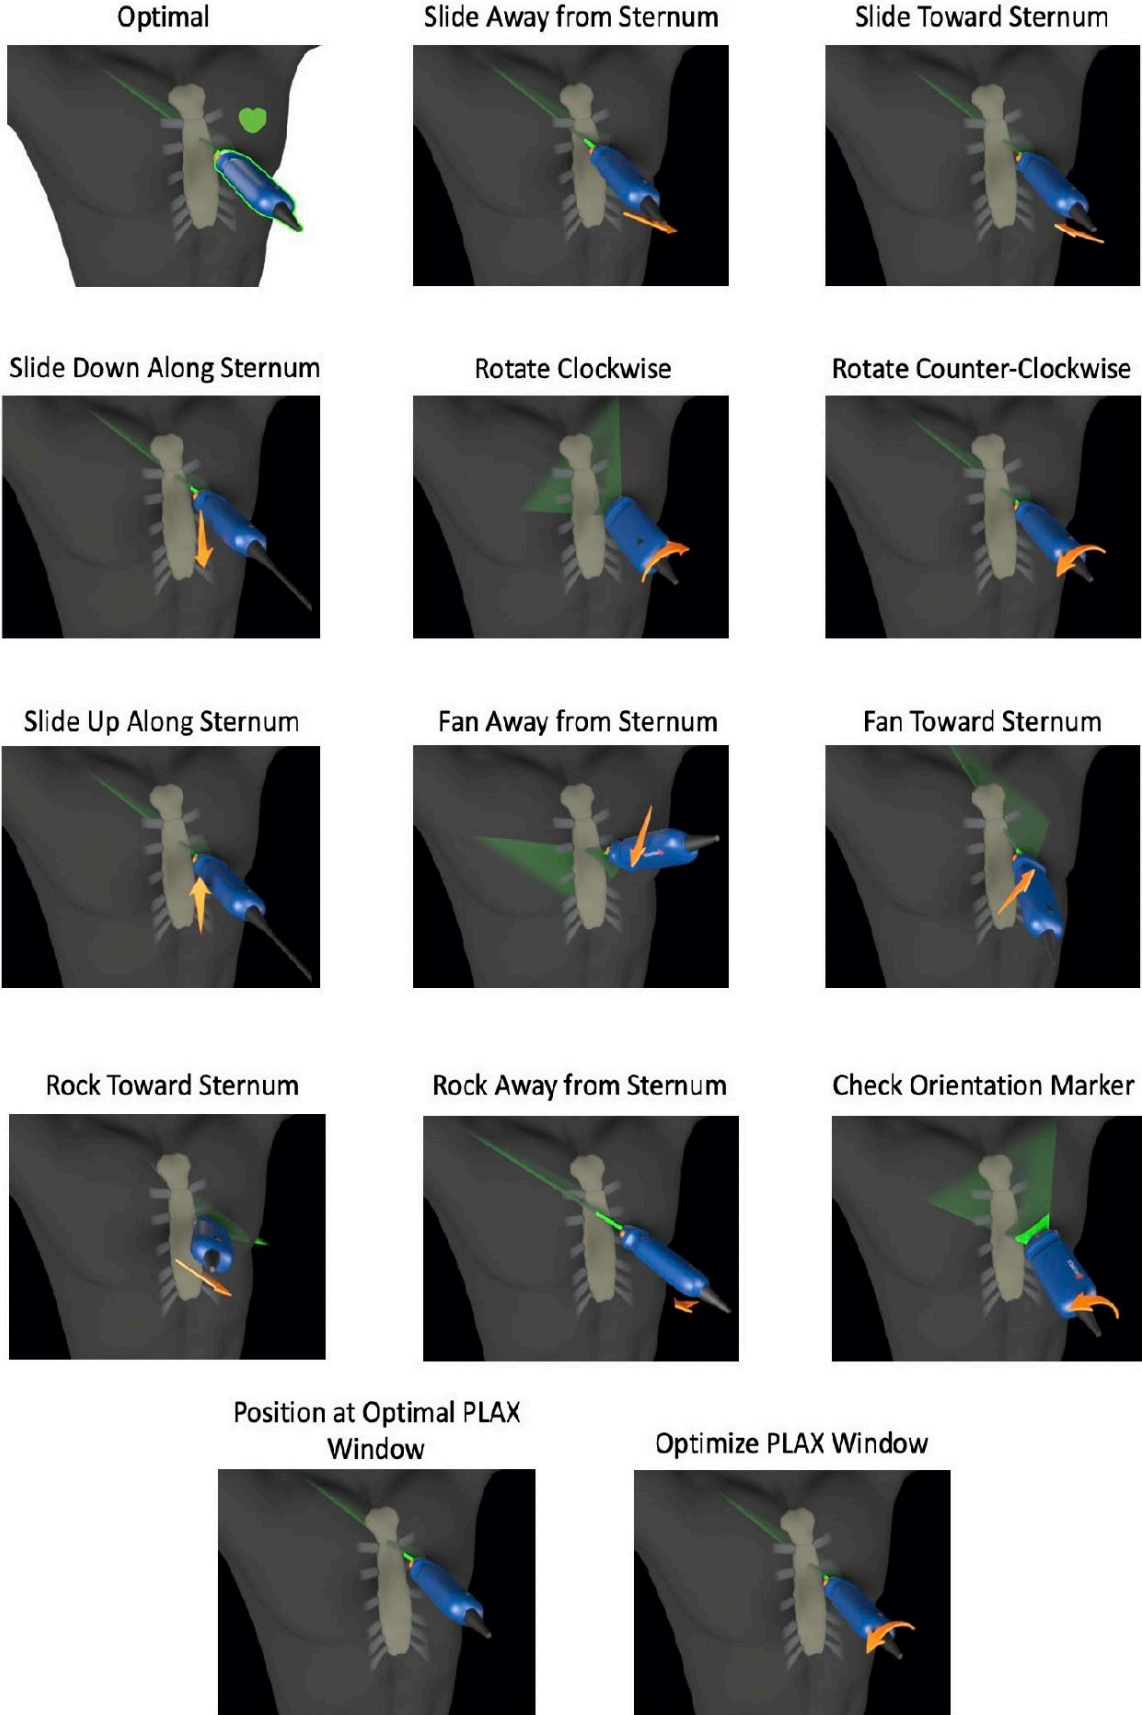 Optimal
Slide Away from Sternum
Slide Toward Sternum
Slide Down Along Sternum
Rotate Clockwise
Rotate Counter-Clockwise
Slide Up Along Sternum
Fan Away from Sternum
Fan Toward Sternum
Rock Toward Sternum
Rock Away from Sternum
Check Orientation Marker
Position at Optimal PLAX
Window
Optimize PLAX Window